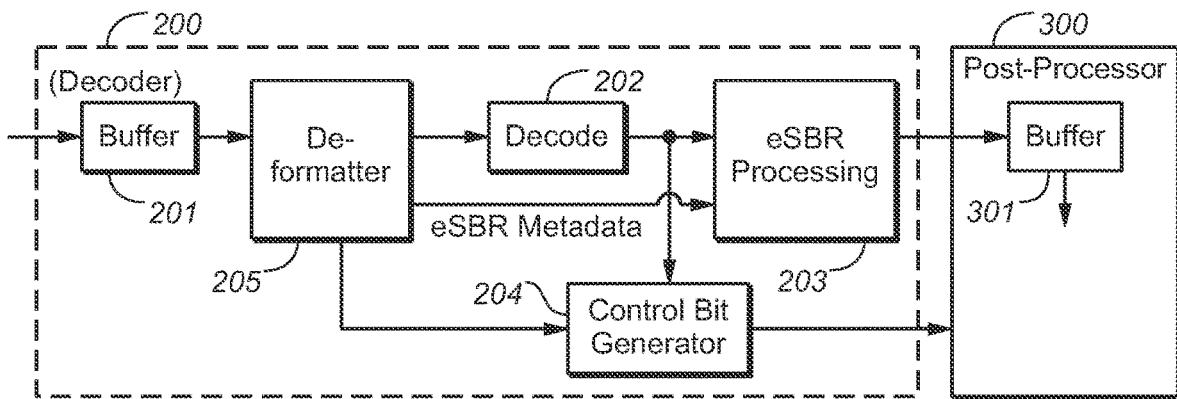 200
(Decoder)
Buffer
201
De-
formatter
205
202
Decode
eSBR Metadata
204
Control Bit
Generator
eSBR
Processing
203
300
Post-Processor
Buffer
301